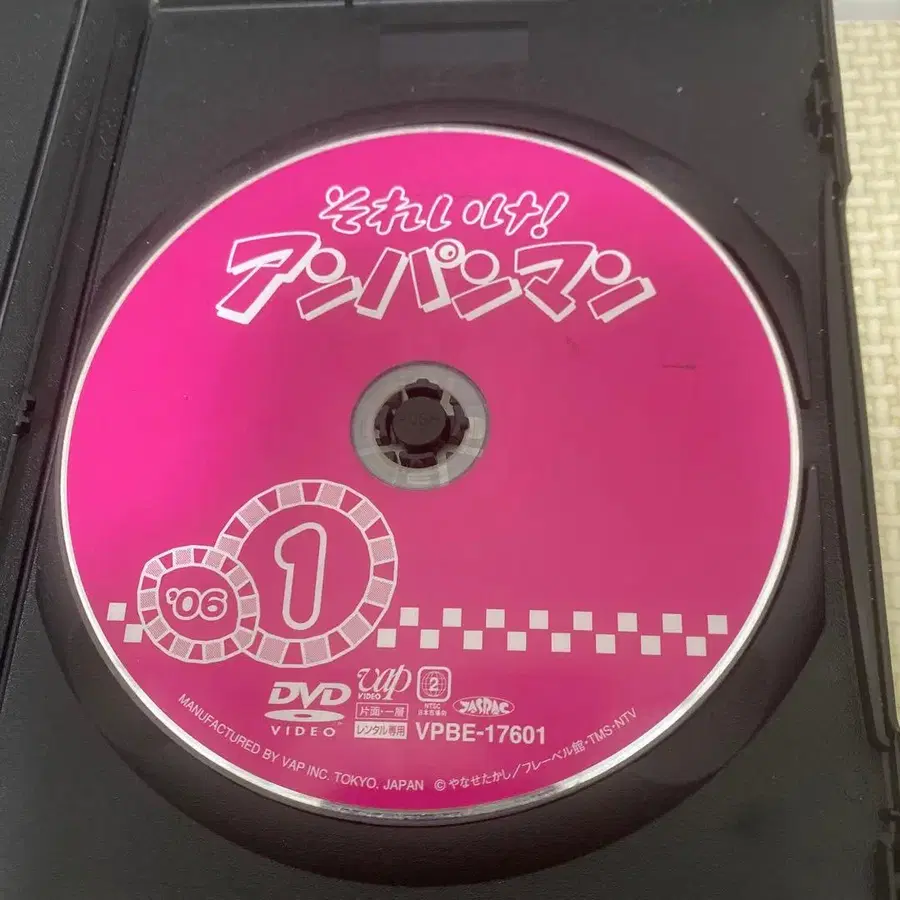 それいけ!
アンパンマン
1
'06
DVD
VIDEO
vap
VIDEO
片面・一層
レンタル専用
2
NTSC
日本市場向
JASRAC
VPBE-17601
MANUFACTURED BY VAP INC. TOKYO, JAPAN
©やなせたかし/フレーベル館・TMS・NTV